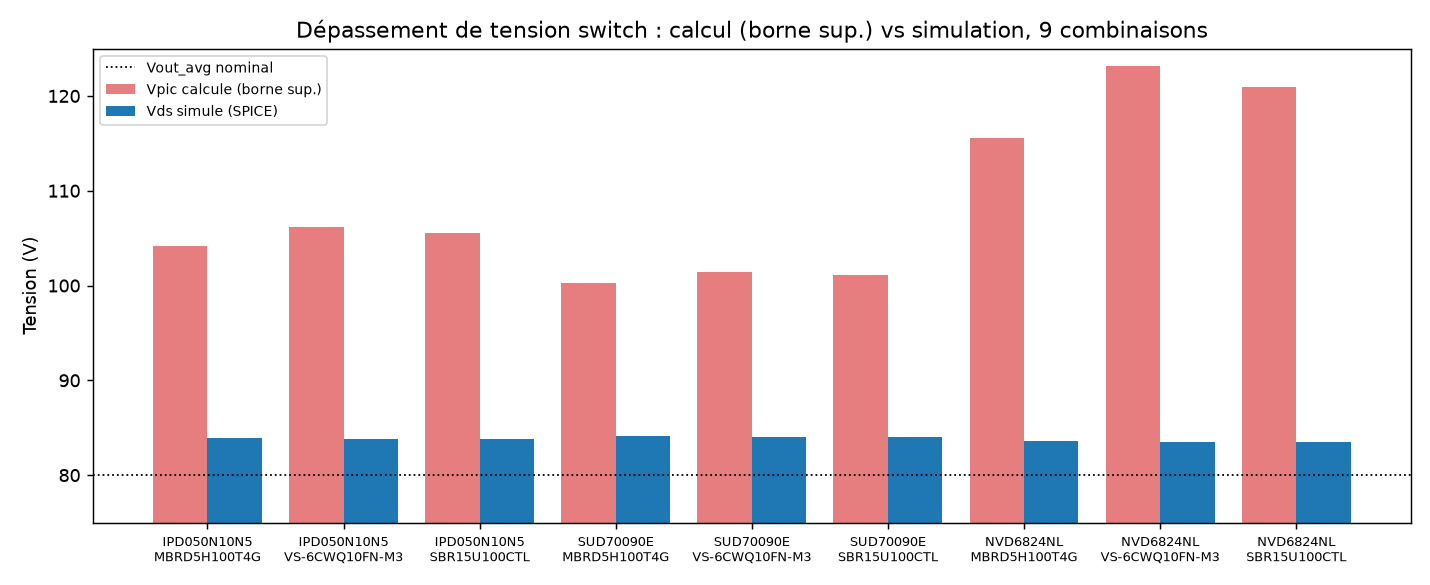 Dépassement de tension switch : calcul (borne sup.) vs simulation, 9 combinaisons
Vout_avg nominal
Vpic calcule (borne sup.)
Vds simule (SPICE)
Tension (V)
120
110
100
90
80
IPD050N10N5
MBRD5H100T4G
IPD050N10N5
VS-6CWQ10FN-M3
IPD050N10N5
SBR15U100CTL
SUD70090E
MBRD5H100T4G
SUD70090E
VS-6CWQ10FN-M3
SUD70090E
SBR15U100CTL
NVD6824NL
MBRD5H100T4G
NVD6824NL
VS-6CWQ10FN-M3
NVD6824NL
SBR15U100CTL